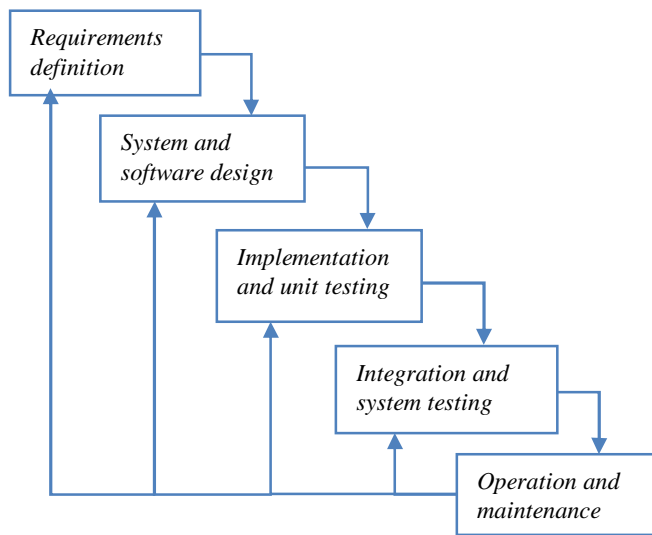 Requirements
definition
System and
software design
Implementation
and unit testing
Integration and
system testing
Operation and
maintenance